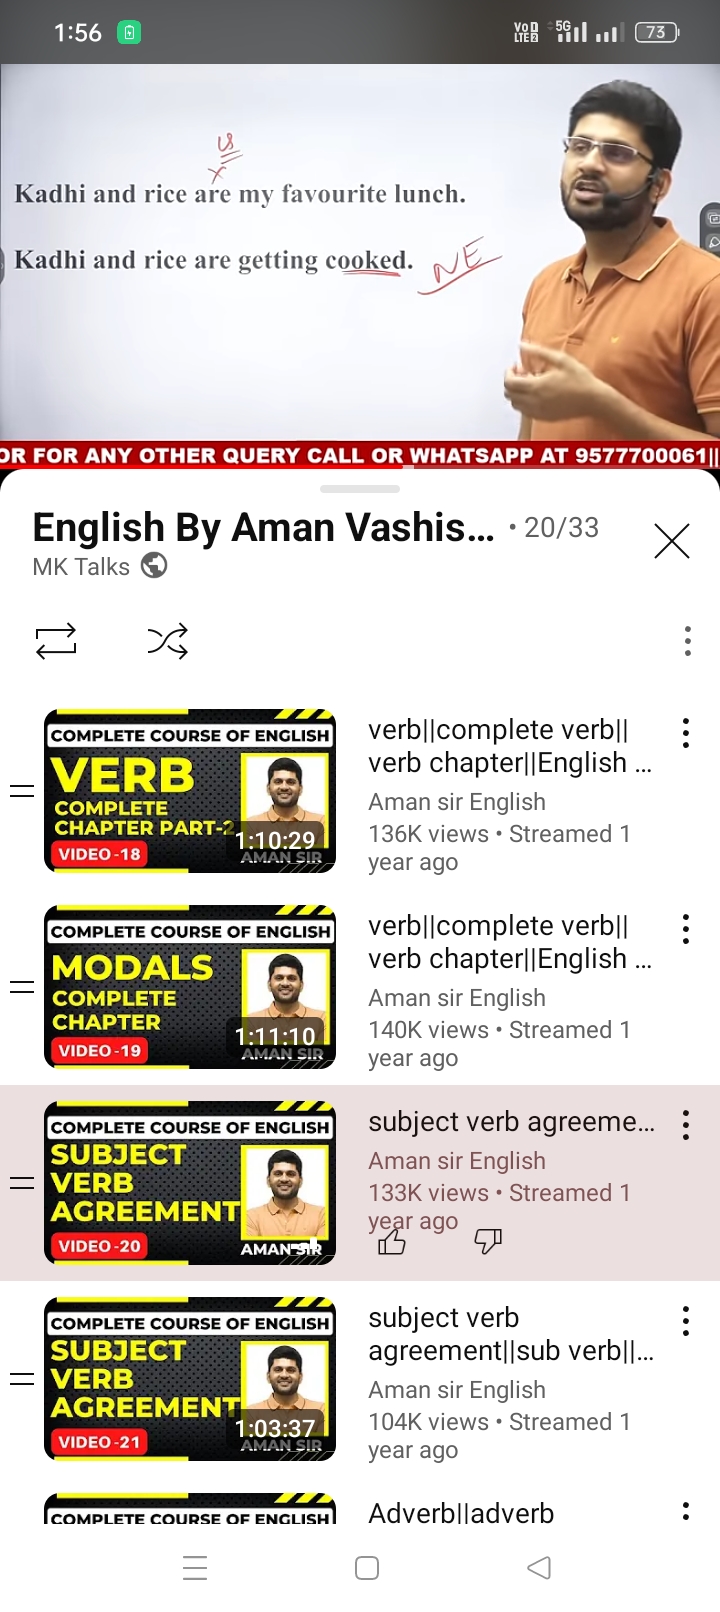 1:56
Vo D
LTE 2
5G
73
is
x
Kadhi and rice are my favourite lunch.
Kadhi and rice are getting cooked.
NE
OR FOR ANY OTHER QUERY CALL OR WHATSAPP AT 9577700061||
English By Aman Vashis... • 20/33
MK Talks
COMPLETE COURSE OF ENGLISH
VERB
COMPLETE
CHAPTER PART-2
VIDEO -18
1:10:29
AMAN SIR
verb||complete verb||
verb chapter||English ...
Aman sir English
136K views • Streamed 1
year ago
COMPLETE COURSE OF ENGLISH
MODALS
COMPLETE
CHAPTER
VIDEO -19
1:11:10
AMAN SIR
verb||complete verb||
verb chapter||English ...
Aman sir English
140K views • Streamed 1
year ago
COMPLETE COURSE OF ENGLISH
SUBJECT
VERB
AGREEMENT
VIDEO -20
AMAN SIR
subject verb agreeme...
Aman sir English
133K views • Streamed 1
year ago
COMPLETE COURSE OF ENGLISH
SUBJECT
VERB
AGREEMENT
VIDEO -21
1:03:37
AMAN SIR
subject verb
agreement||sub verb||...
Aman sir English
104K views • Streamed 1
year ago
COMPLETE COURSE OF ENGLISH
Adverb||adverb